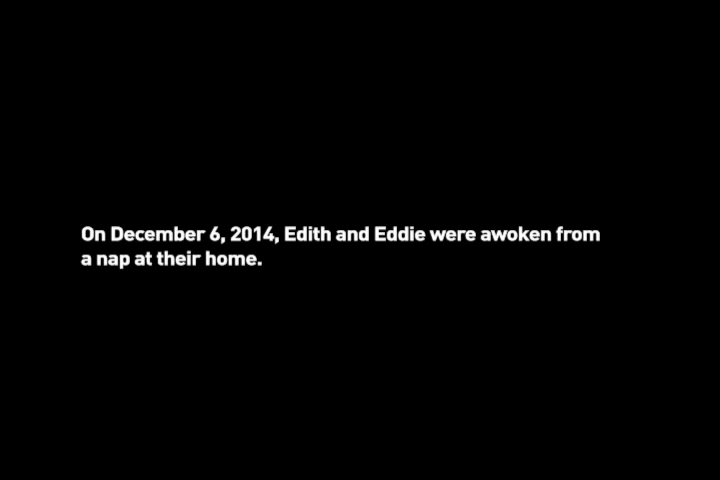 On December 6, 2014, Edith and Eddie were awoken from
a nap at their home.